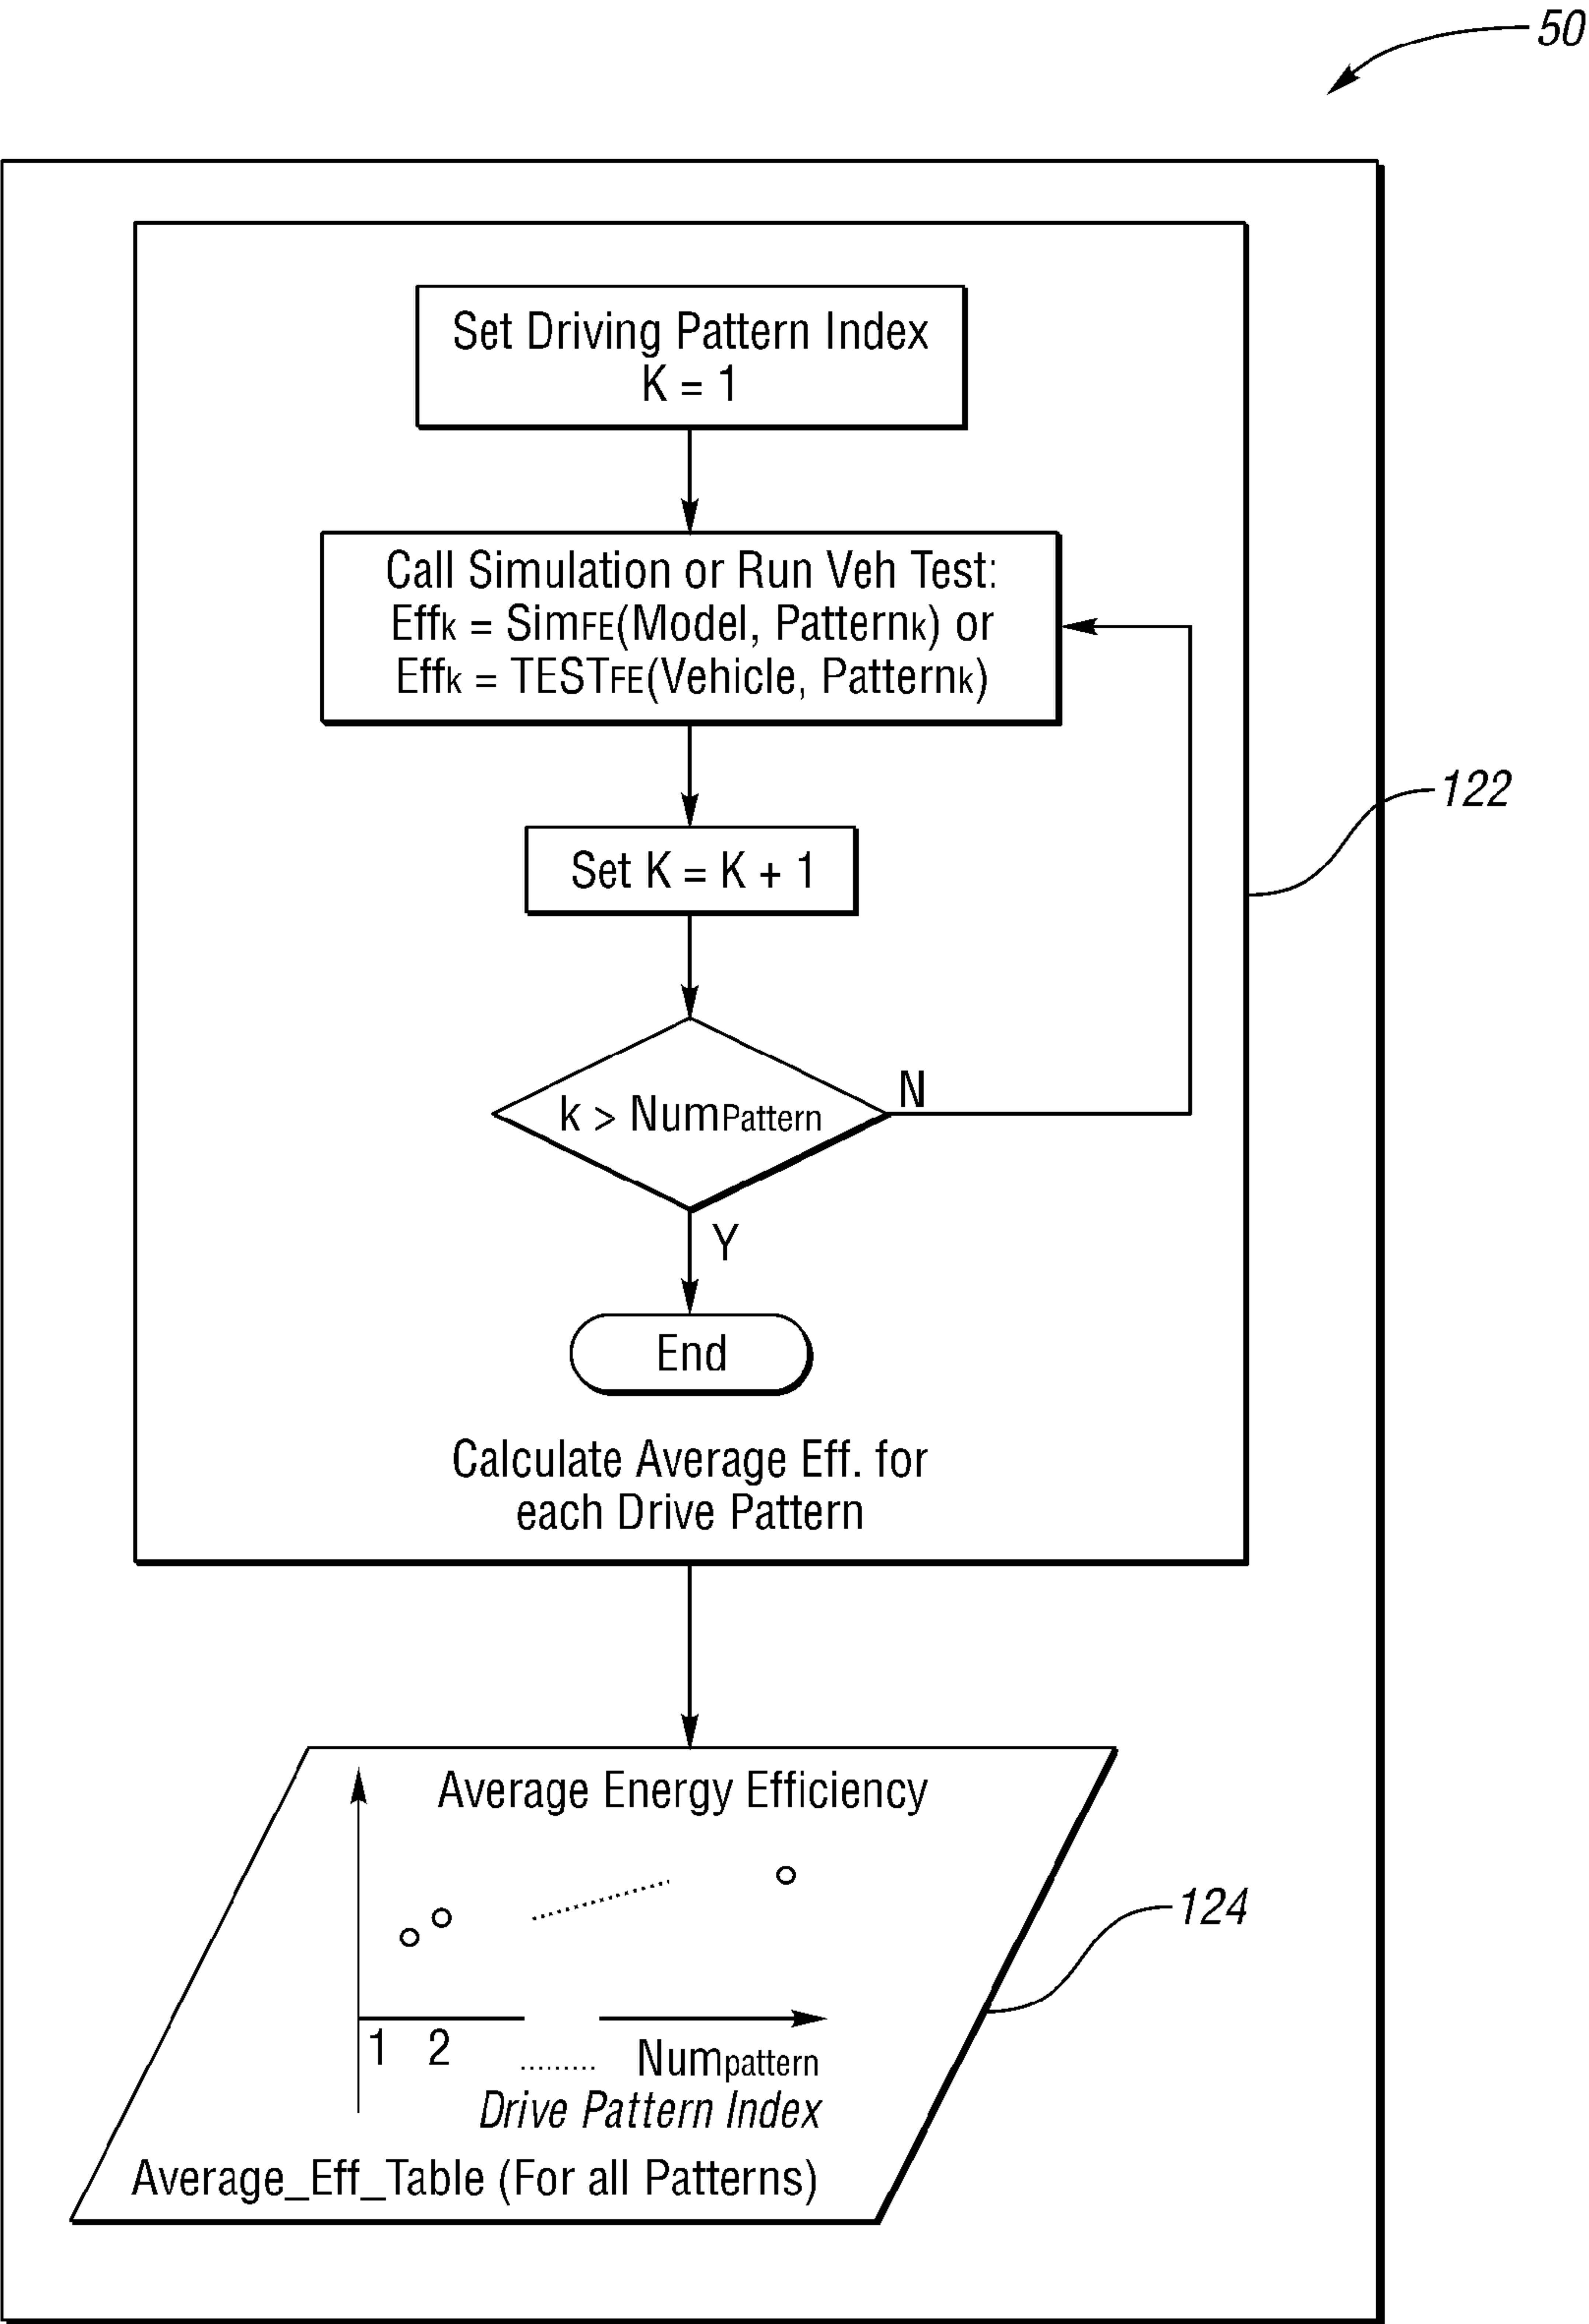 50
Set Driving Pattern Index
K = 1
Call Simulation or Run Veh Test:
Effk = SimFE(Model, Patternk) or
Effk = TESTFE(Vehicle, Patternk)
122
Set K = K + 1
k > NumPattern
N
Y
End
Calculate Average Eff. for
each Drive Pattern
Average Energy Efficiency
124
1 2 ......... Numpattern
Drive Pattern Index
Average_Eff_Table (For all Patterns)